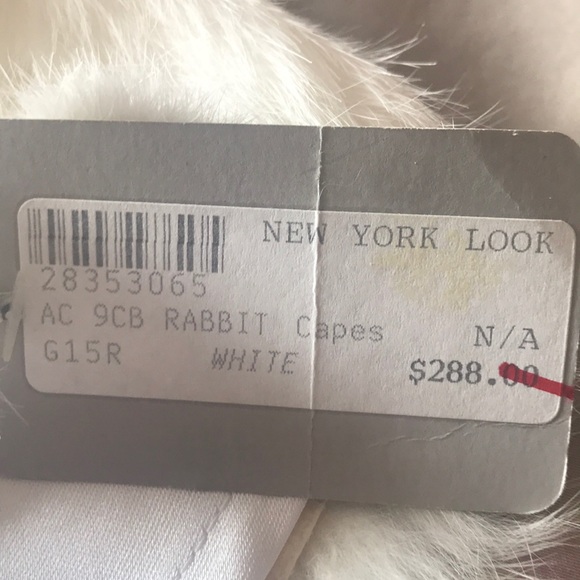 NEW YORK LOOK
28353065
AC 9CB RABBIT Capes N/A
G15R WHITE $288.00